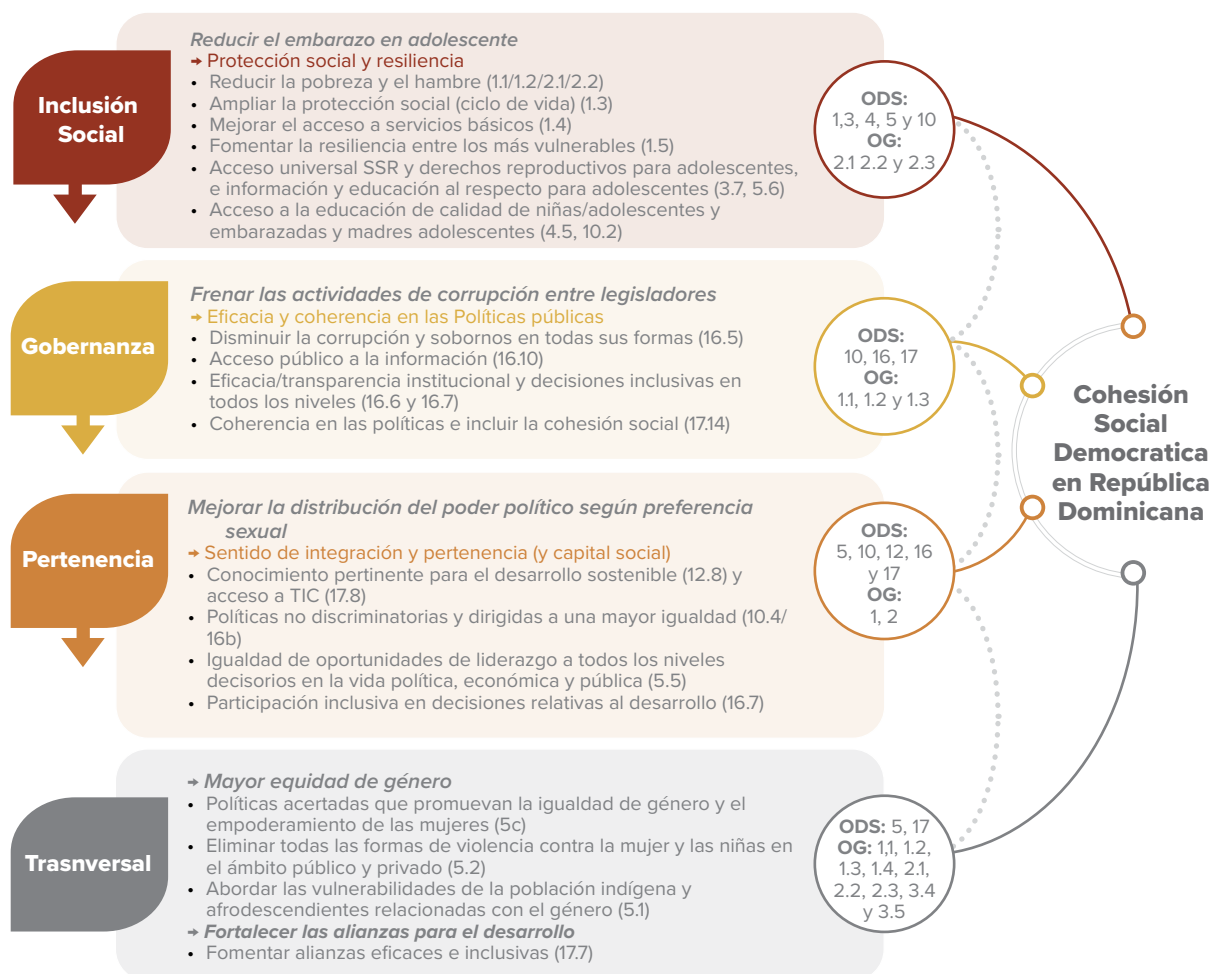 Inclusión
Social
Reducir el embarazo en adolescente
→ Protección social y resiliencia
• Reducir la pobreza y el hambre (1.1/1.2/2.1/2.2)
• Ampliar la protección social (ciclo de vida) (1.3)
• Mejorar el acceso a servicios básicos (1.4)
• Fomentar la resiliencia entre los más vulnerables (1.5)
• Acceso universal SSR y derechos reproductivos para adolescentes,
e información y educación al respecto para adolescentes (3.7, 5.6)
• Acceso a la educación de calidad de niñas/adolescentes y
embarazadas y madres adolescentes (4.5, 10.2)
ODS:
1,3, 4, 5 y 10
OG:
2.1 2.2 y 2.3
Gobernanza
Frenar las actividades de corrupción entre legisladores
→ Eficacia y coherencia en las Políticas públicas
• Disminuir la corrupción y sobornos en todas sus formas (16.5)
• Acceso público a la información (16.10)
• Eficacia/transparencia institucional y decisiones inclusivas en
todos los niveles (16.6 y 16.7)
• Coherencia en las políticas e incluir la cohesión social (17.14)
ODS:
10, 16, 17
OG:
1.1, 1.2 y 1.3
Pertenencia
Mejorar la distribución del poder político según preferencia
sexual
→ Sentido de integración y pertenencia (y capital social)
• Conocimiento pertinente para el desarrollo sostenible (12.8) y
acceso a TIC (17.8)
• Políticas no discriminatorias y dirigidas a una mayor igualdad (10.4/
16b)
• Igualdad de oportunidades de liderazgo a todos los niveles
decisorios en la vida política, económica y pública (5.5)
• Participación inclusiva en decisiones relativas al desarrollo (16.7)
ODS:
5, 10, 12, 16
y 17
OG:
1, 2
Trasnversal
→ Mayor equidad de género
• Políticas acertadas que promuevan la igualdad de género y el
empoderamiento de las mujeres (5c)
• Eliminar todas las formas de violencia contra la mujer y las niñas en
el ámbito público y privado (5.2)
• Abordar las vulnerabilidades de la población indígena y
afrodescendientes relacionadas con el género (5.1)
→ Fortalecer las alianzas para el desarrollo
• Fomentar alianzas eficaces e inclusivas (17.7)
ODS: 5, 17
OG: 1,1, 1.2,
1.3, 1.4, 2.1,
2.2, 2.3, 3.4
y 3.5
Cohesión
Social
Democratica
en República
Dominicana